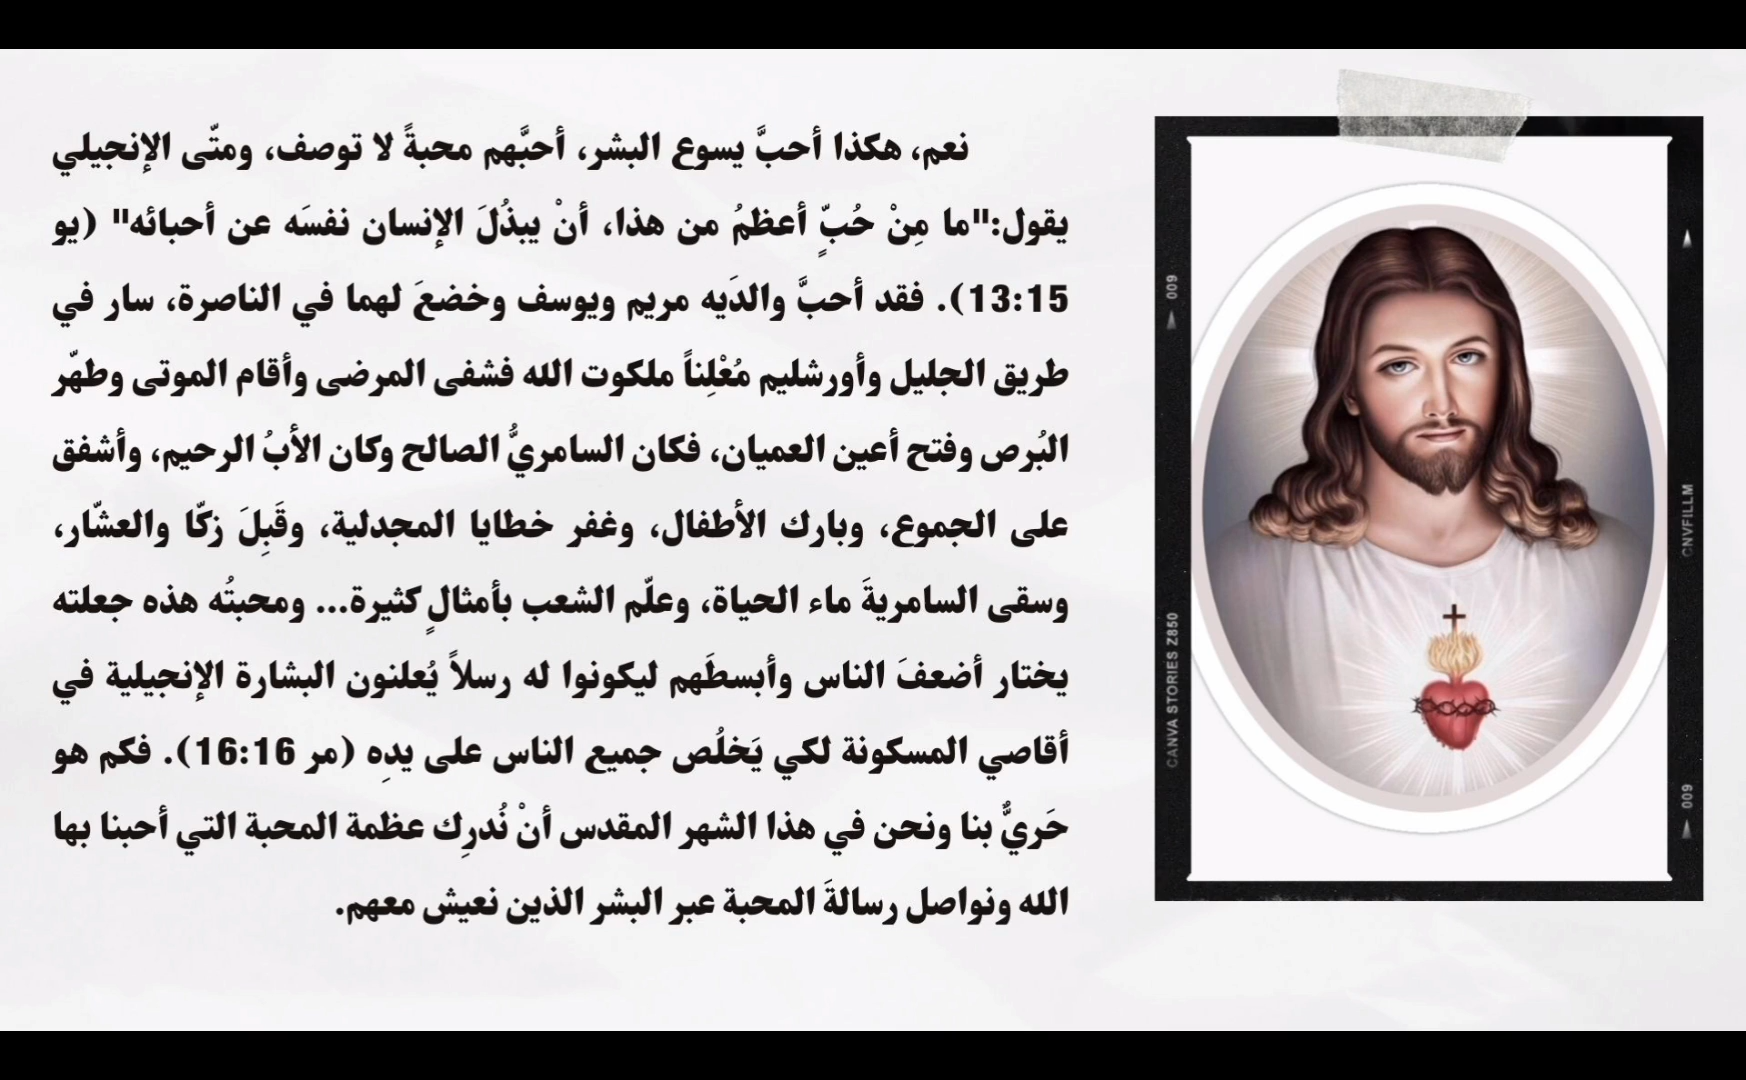 نعم، هكذا أحبَّ يسوع البشر، أحبَّهم محبةً لا توصف، ومتّى الإنجيلي
يقول:"ما مِنْ حُبٍّ أعظمُ من هذا، أنْ يبذُلَ الإنسان نفسَه عن أحبائه" (يو
13:15). فقد أحبَّ والدَيه مريم ويوسف وخضعَ لهما في الناصرة، سار في
طريق الجليل وأورشليم مُعْلِناً ملكوت الله فشفى المرضى وأقام الموتى وطهّر
البُرص وفتح أعين العميان، فكان السامريُّ الصالح وكان الأبُ الرحيم، وأشفق
على الجموع، وبارك الأطفال، وغفر خطايا المجدلية، وقَبِلَ زكّا والعشّار،
وسقى السامريةَ ماء الحياة، وعلّم الشعب بأمثالٍ كثيرة... ومحبتُه هذه جعلته
يختار أضعفَ الناس وأبسطَهم ليكونوا له رسلاً يُعلنون البشارة الإنجيلية في
أقاصي المسكونة لكي يَخلُص جميع الناس على يدِه (مر 16:16). فكم هو
حَريٌّ بنا ونحن في هذا الشهر المقدس أنْ نُدرِك عظمة المحبة التي أحبنا بها
الله ونواصل رسالةَ المحبة عبر البشر الذين نعيش معهم.
009
CANVA STORIES Z850
CNVFILLM
009